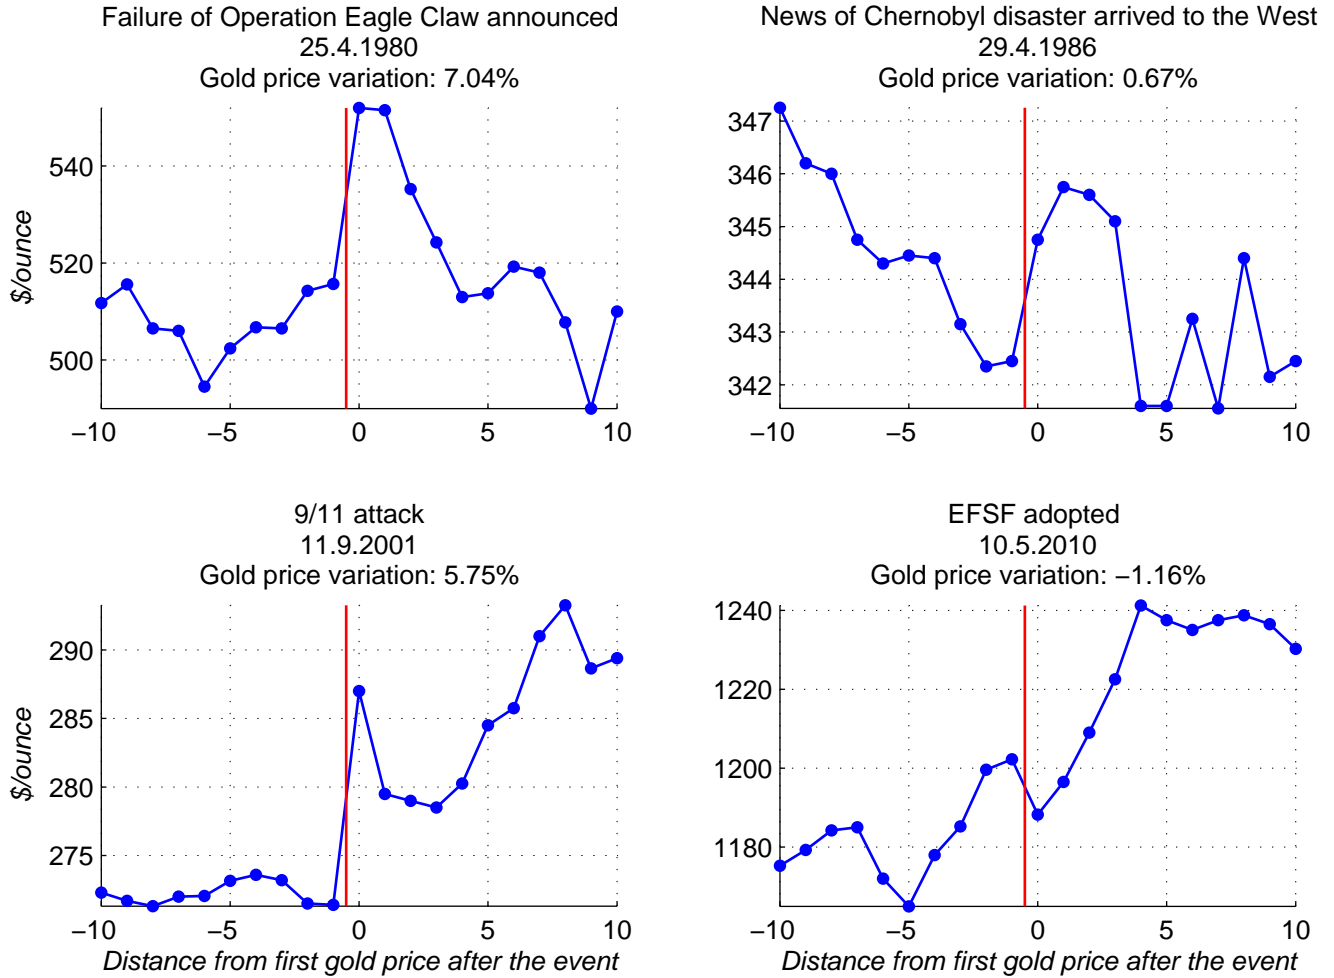 Failure of Operation Eagle Claw announced
25.4.1980
Gold price variation: 7.04%
$/ounce
540
520
500
−10 −5 0 5 10
News of Chernobyl disaster arrived to the West
29.4.1986
Gold price variation: 0.67%
347
346
345
344
343
342
−10 −5 0 5 10
9/11 attack
11.9.2001
Gold price variation: 5.75%
$/ounce
290
285
280
275
−10 −5 0 5 10
Distance from first gold price after the event
EFSF adopted
10.5.2010
Gold price variation: −1.16%
1240
1220
1200
1180
−10 −5 0 5 10
Distance from first gold price after the event